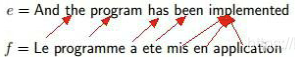 e = And the program has been implemented
f = Le programme a ete mis en application